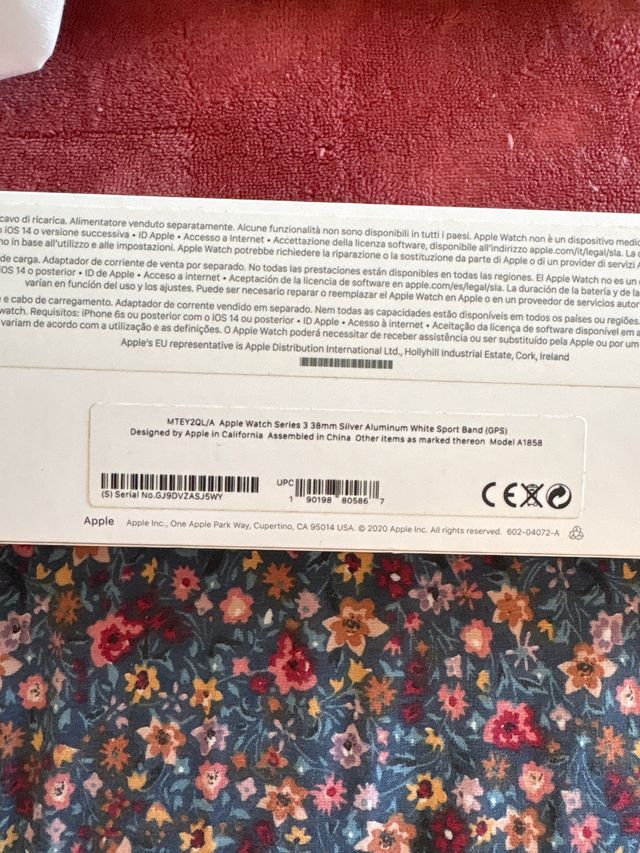 cavo di ricarica. Alimentatore venduto separatamente. Alcune funzionalità non sono disponibili in tutti i paesi. Apple Watch non è un dispositivo medic
iOS 14 o versione successiva • ID Apple • Accesso a Internet • Accettazione della licenza software, disponibile all'indirizzo apple.com/it/legal/sla. La
no in base all'utilizzo e alle impostazioni. Apple Watch potrebbe richiedere la riparazione o la sostituzione da parte di Apple o di un provider di servizi
de carga. Adaptador de corriente de venta por separado. No todas las prestaciones están disponibles en todas las regiones. El Apple Watch no es un
iOS 14 o posterior • ID de Apple • Acceso a internet • Aceptación de la licencia de software en apple.com/es/legal/sla. La duración de la batería y de la
varían en función del uso y los ajustes. Puede ser necesario reparar o reemplazar el Apple Watch en Apple o en un proveedor de servicios autor
e cabo de carregamento. Adaptador de corrente vendido em separado. Nem todas as capacidades estão disponíveis em todos os países ou regiões.
watch. Requisitos: iPhone 6s ou posterior com o iOS 14 ou posterior • ID Apple • Acesso à internet • Aceitação da licença de software disponível em a
variam de acordo com a utilização e as definições. O Apple Watch poderá necessitar de receber assistência ou ser substituído pela Apple ou por um
Apple's EU representative is Apple Distribution International Ltd., Hollyhill Industrial Estate, Cork, Ireland
MTEY2QL/A Apple Watch Series 3 38mm Silver Aluminum White Sport Band (GPS)
Designed by Apple in California Assembled in China Other items as marked thereon Model A1858
(S) Serial No.GJ9DVZASJ5WY
UPC
1 90198 80586 7
CE
Apple Apple Inc., One Apple Park Way, Cupertino, CA 95014 USA. © 2020 Apple Inc. All rights reserved. 602-04072-A